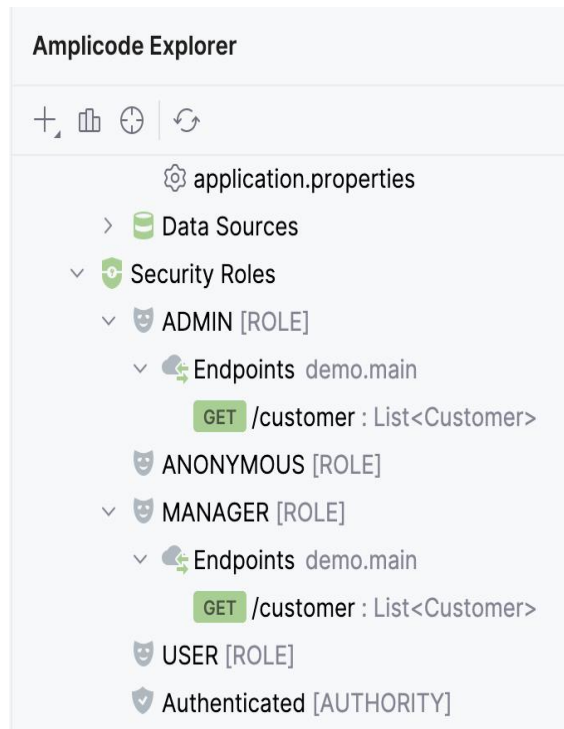 Amplicode Explorer
application.properties
Data Sources
Security Roles
ADMIN [ROLE]
Endpoints demo.main
GET /customer : List<Customer>
ANONYMOUS [ROLE]
MANAGER [ROLE]
Endpoints demo.main
GET /customer : List<Customer>
USER [ROLE]
Authenticated [AUTHORITY]